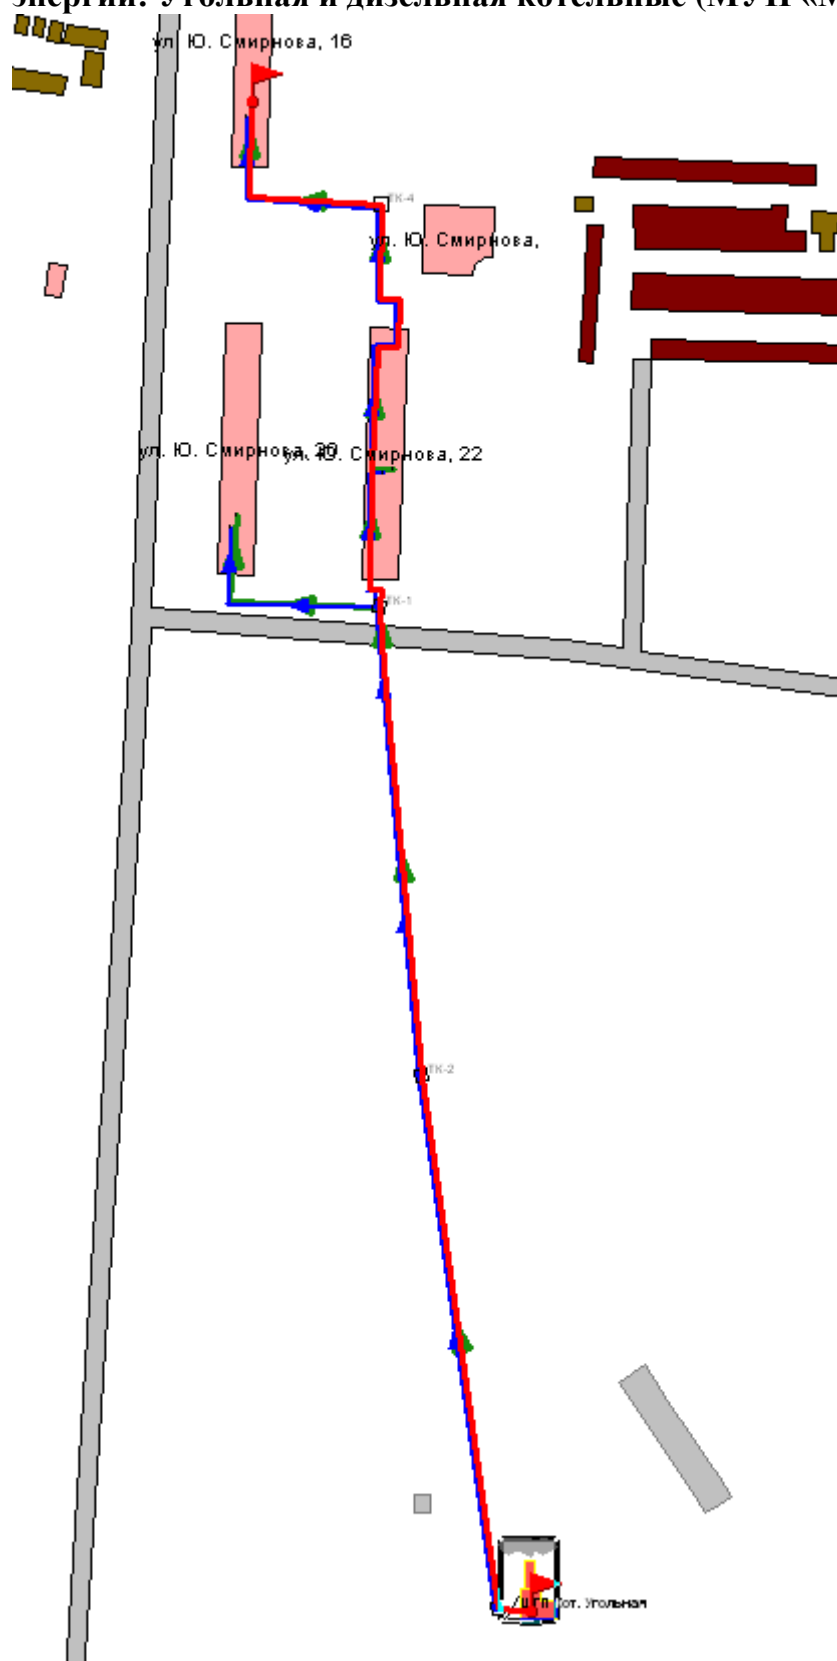 энергии: Угольная и дизельная котельные (МУП «М
ул. Ю. Смирнова, 16
ТК-4
ул. Ю. Смирнова,
ул. Ю. Смирнова, 20
ул. Ю. Смирнова, 22
ТК-1
ТК-2
Кот. Угольная